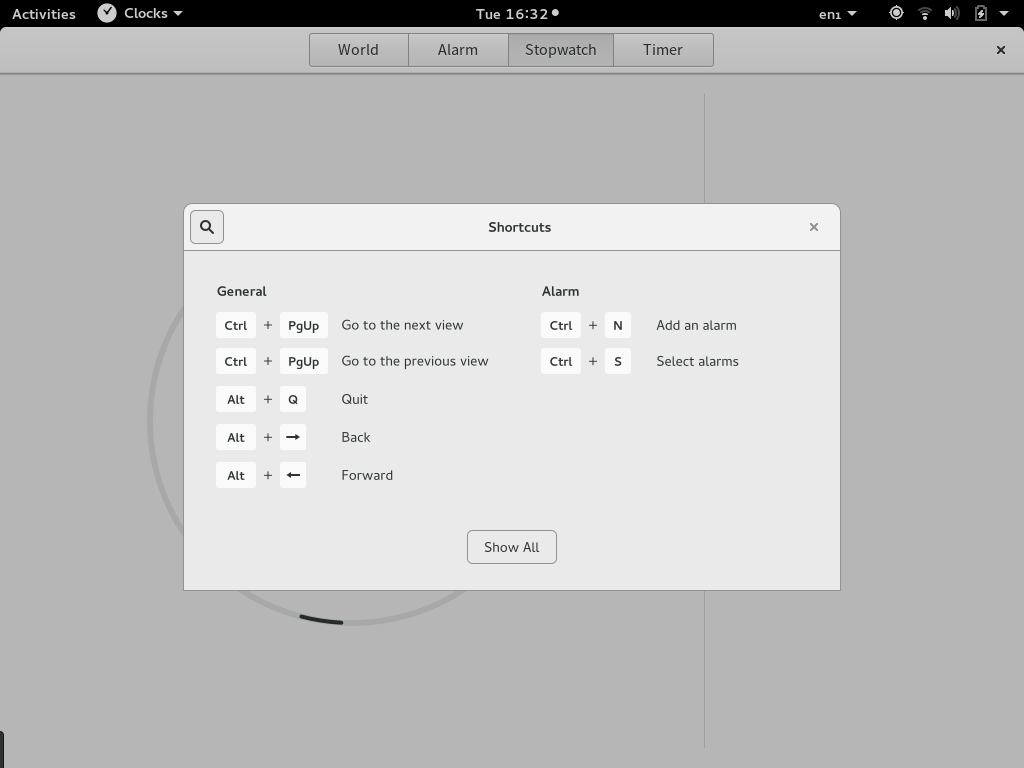 Activities Clocks Tue 16:32 en₁
World Alarm Stopwatch Timer
Shortcuts
General
Ctrl + PgUp Go to the next view
Ctrl + PgUp Go to the previous view
Alt + Q Quit
Alt + → Back
Alt + ← Forward
Alarm
Ctrl + N Add an alarm
Ctrl + S Select alarms
Show All